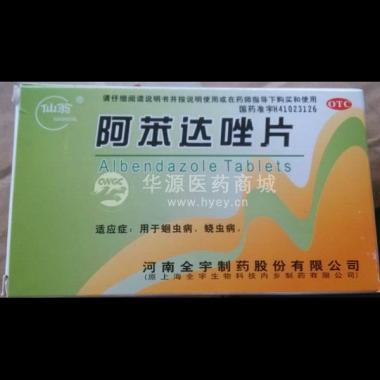 仙翁
请仔细阅读说明书并按说明使用或在药师指导下购买和使用
国药准字H41023126
OTC
阿苯达唑片
Albendazole Tablets
华源医药商城
www.hyey.cn
适应症：用于蛔虫病、蛲虫病。
河南全宇制药股份有限公司
(原上海全宇生物科技内乡制药有限公司)